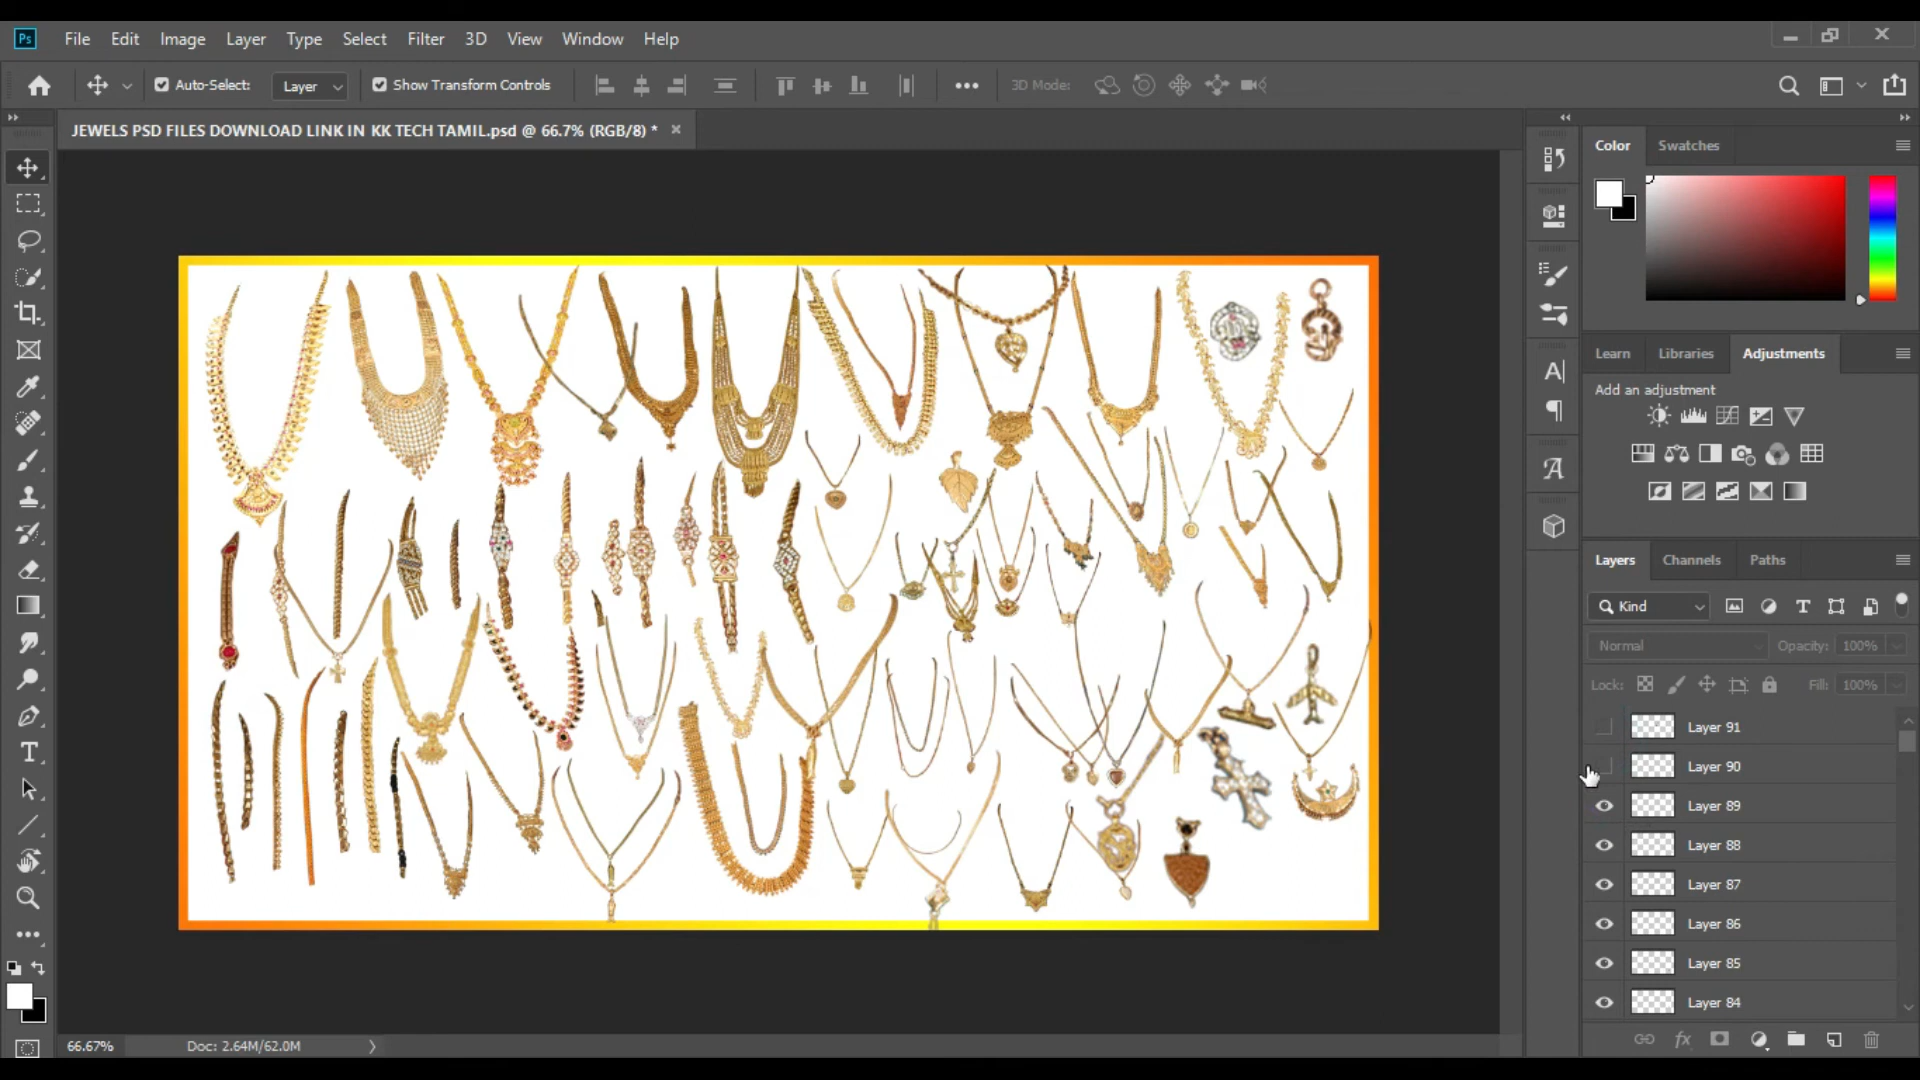 Ps File Edit Image Layer Type Select Filter 3D View Window Help
Auto-Select: Layer Show Transform Controls 3D Mode:
JEWELS PSD FILES DOWNLOAD LINK IN KK TECH TAMIL.psd @ 66.7% (RGB/8) *
Color Swatches
Learn Libraries Adjustments
Add an adjustment
Layers Channels Paths
Kind
Normal Opacity: 100%
Lock: Fill: 100%
Layer 91
Layer 90
Layer 89
Layer 88
Layer 87
Layer 86
Layer 85
Layer 84
66.67% Doc: 2.64M/62.0M